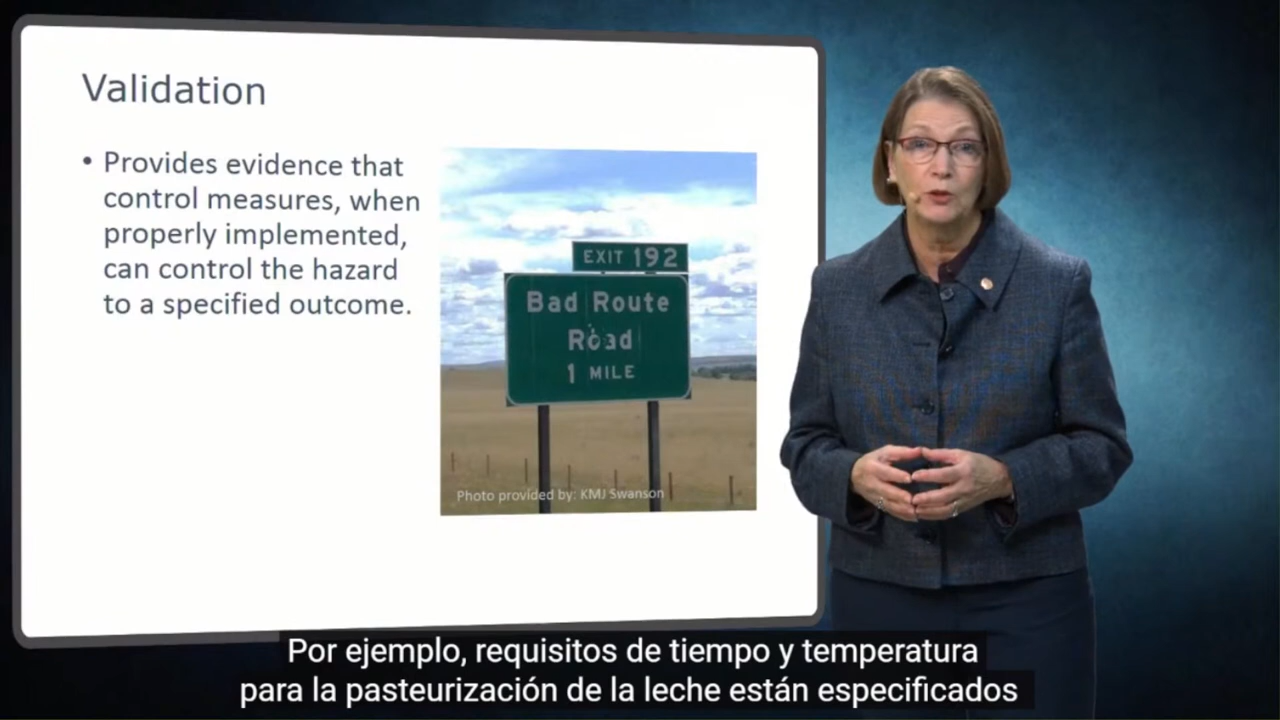 Validation
• Provides evidence that
control measures, when
properly implemented,
can control the hazard
to a specified outcome.
EXIT 192
Bad Route
Road
1 MILE
Photo provided by: KMJ Swanson
Por ejemplo, requisitos de tiempo y temperatura
para la pasteurización de la leche están especificados